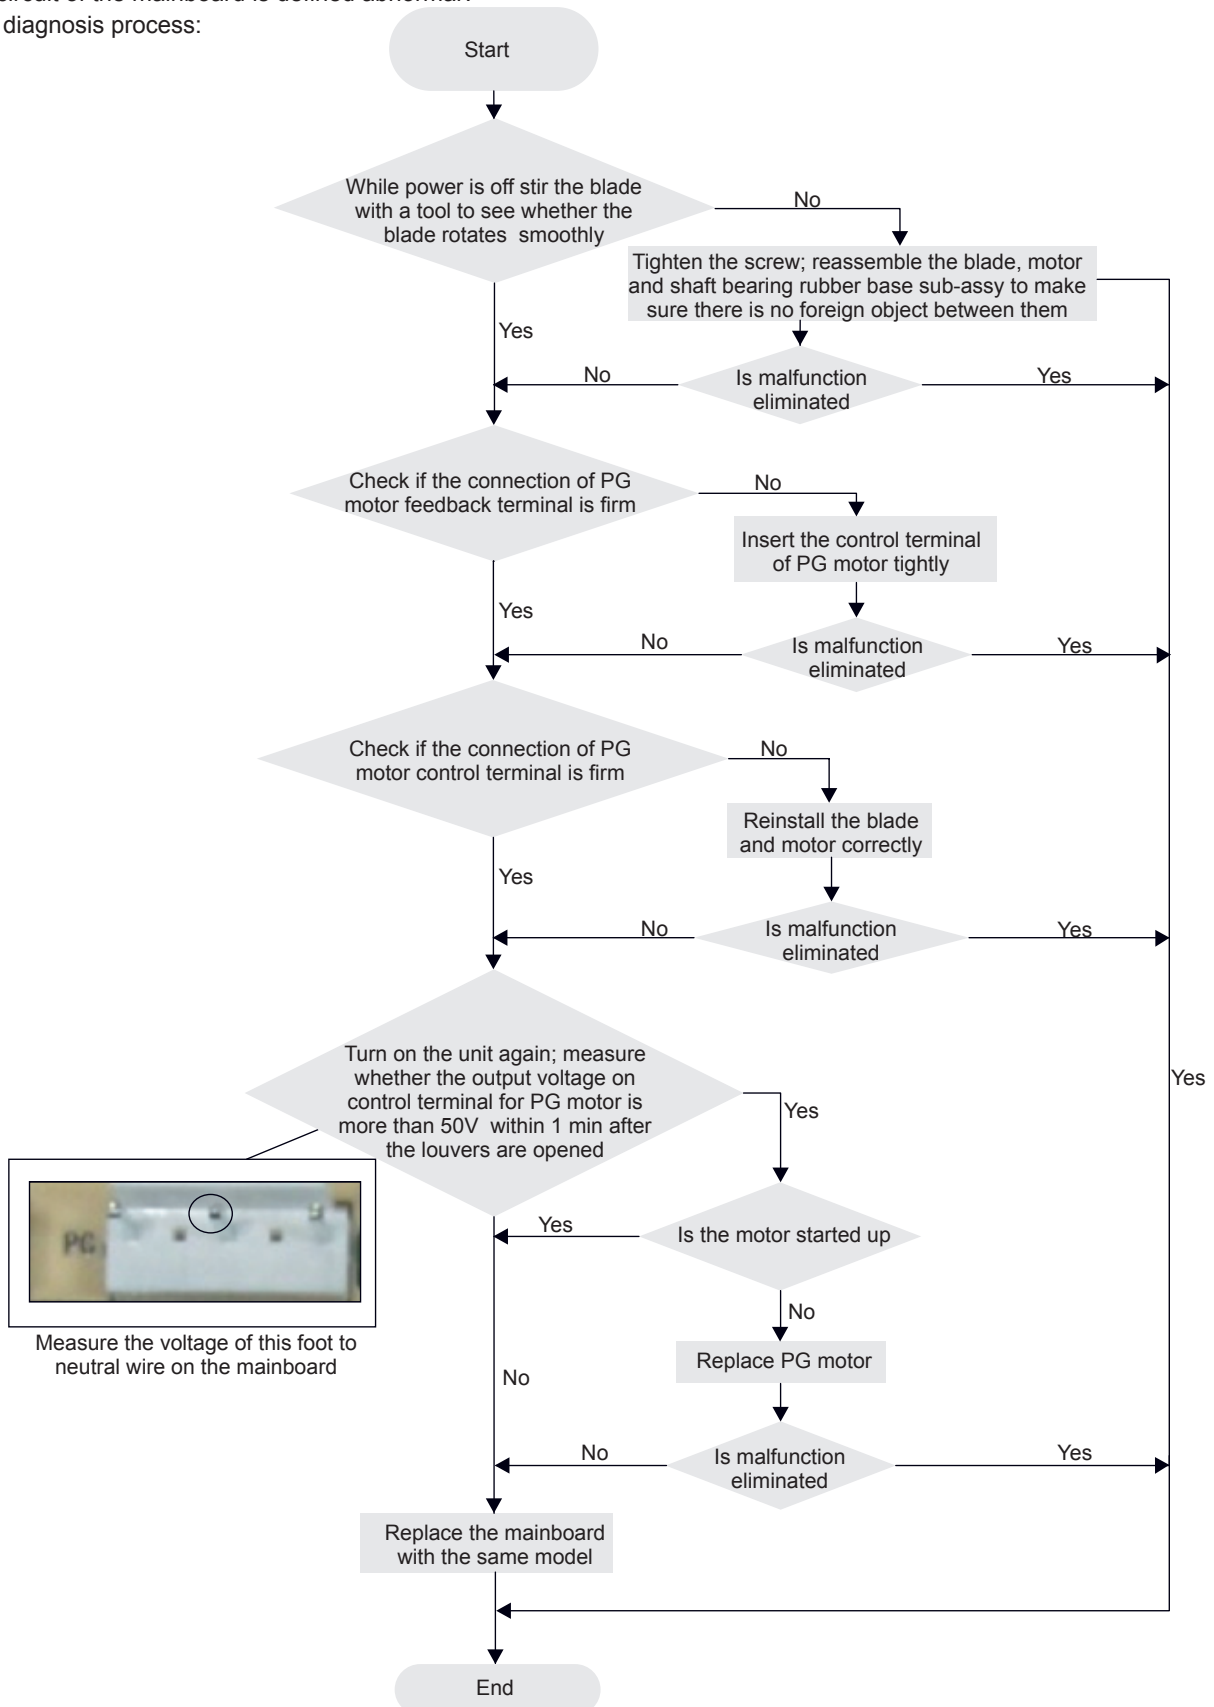 diagnosis process:
Start
While power is off stir the blade
with a tool to see whether the
blade rotates smoothly
No
Tighten the screw; reassemble the blade, motor
and shaft bearing rubber base sub-assy to make
sure there is no foreign object between them
Yes
No
Is malfunction
eliminated
Yes
Check if the connection of PG
motor feedback terminal is firm
No
Insert the control terminal
of PG motor tightly
Yes
No
Is malfunction
eliminated
Yes
Check if the connection of PG
motor control terminal is firm
No
Reinstall the blade
and motor correctly
Yes
No
Is malfunction
eliminated
Yes
Turn on the unit again; measure
whether the output voltage on
control terminal for PG motor is
more than 50V within 1 min after
the louvers are opened
Yes
Yes
PG
Measure the voltage of this foot to
neutral wire on the mainboard
Yes
Is the motor started up
No
Replace PG motor
No
No
Is malfunction
eliminated
Yes
Replace the mainboard
with the same model
End